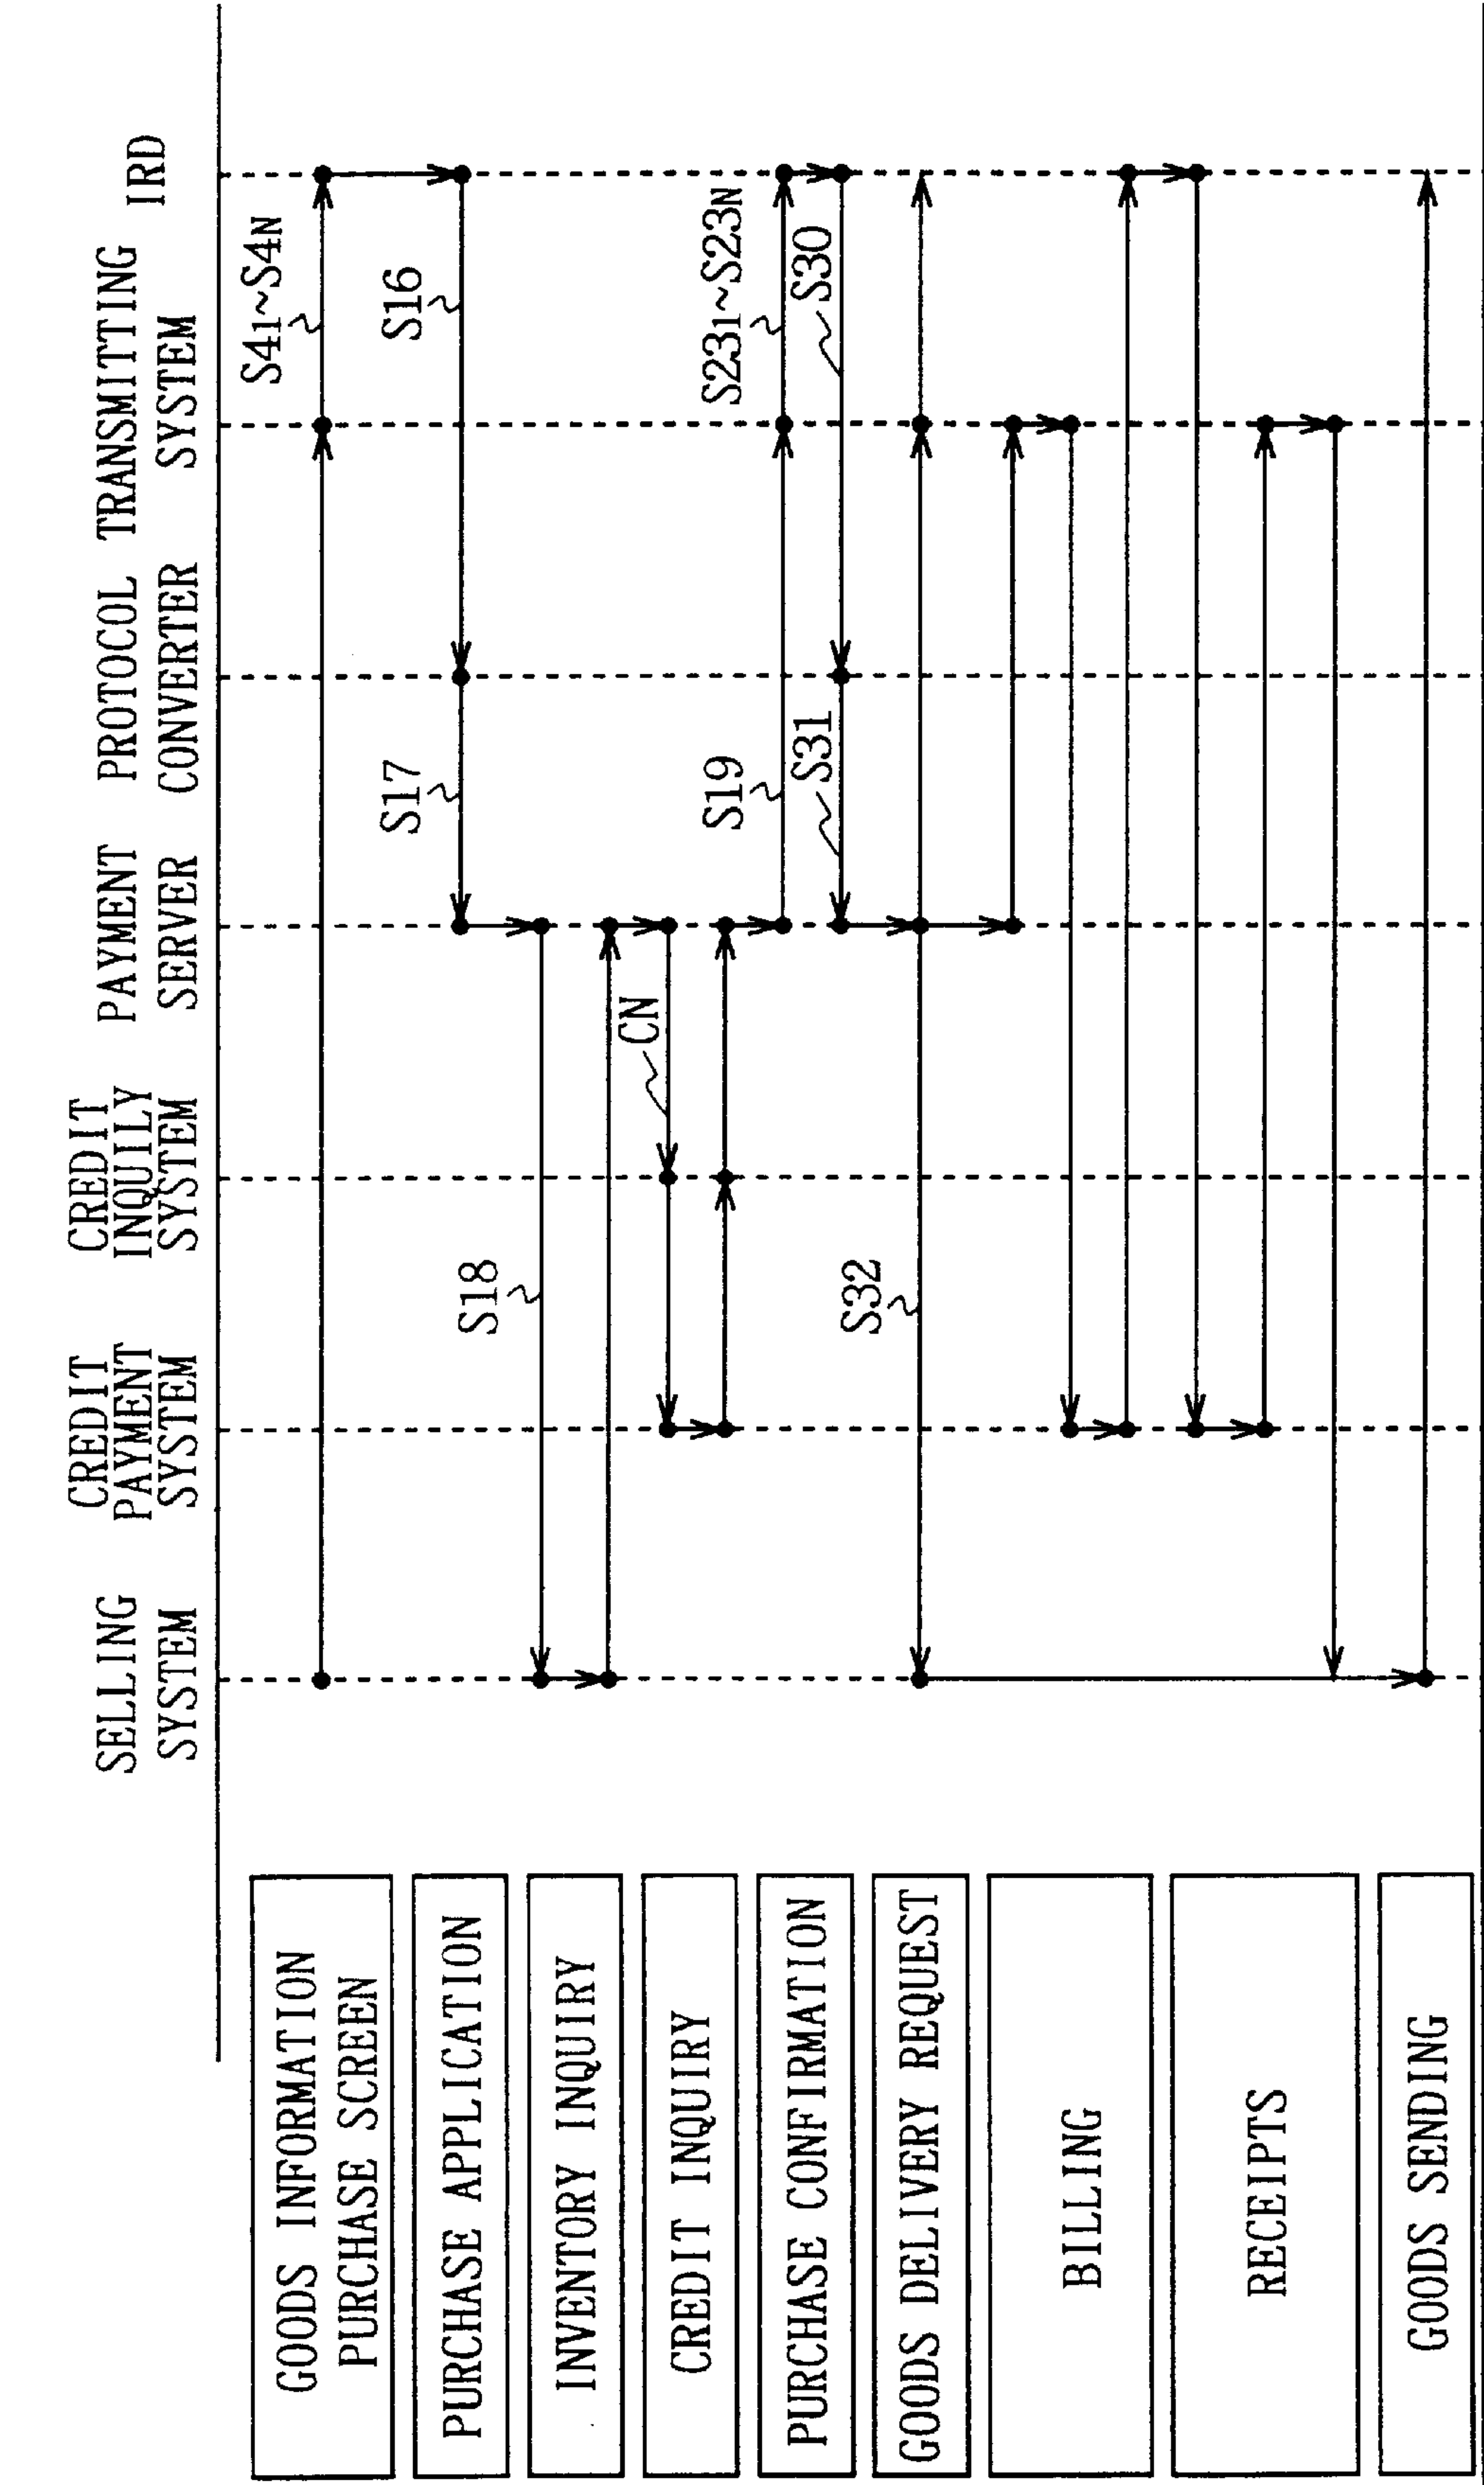 SELLING
SYSTEM
CREDIT
PAYMENT
SYSTEM
CREDIT
INQUILY
SYSTEM
PAYMENT
SERVER
PROTOCOL
CONVERTER
TRANSMITTING
SYSTEM
IRD
GOODS INFORMATION
PURCHASE SCREEN
S41~S4N
PURCHASE APPLICATION
S17
S16
INVENTORY INQUIRY
S18
CREDIT INQUIRY
CN
PURCHASE CONFIRMATION
S19
S231~S23N
S31
S30
GOODS DELIVERY REQUEST
S32
BILLING
RECEIPTS
GOODS SENDING